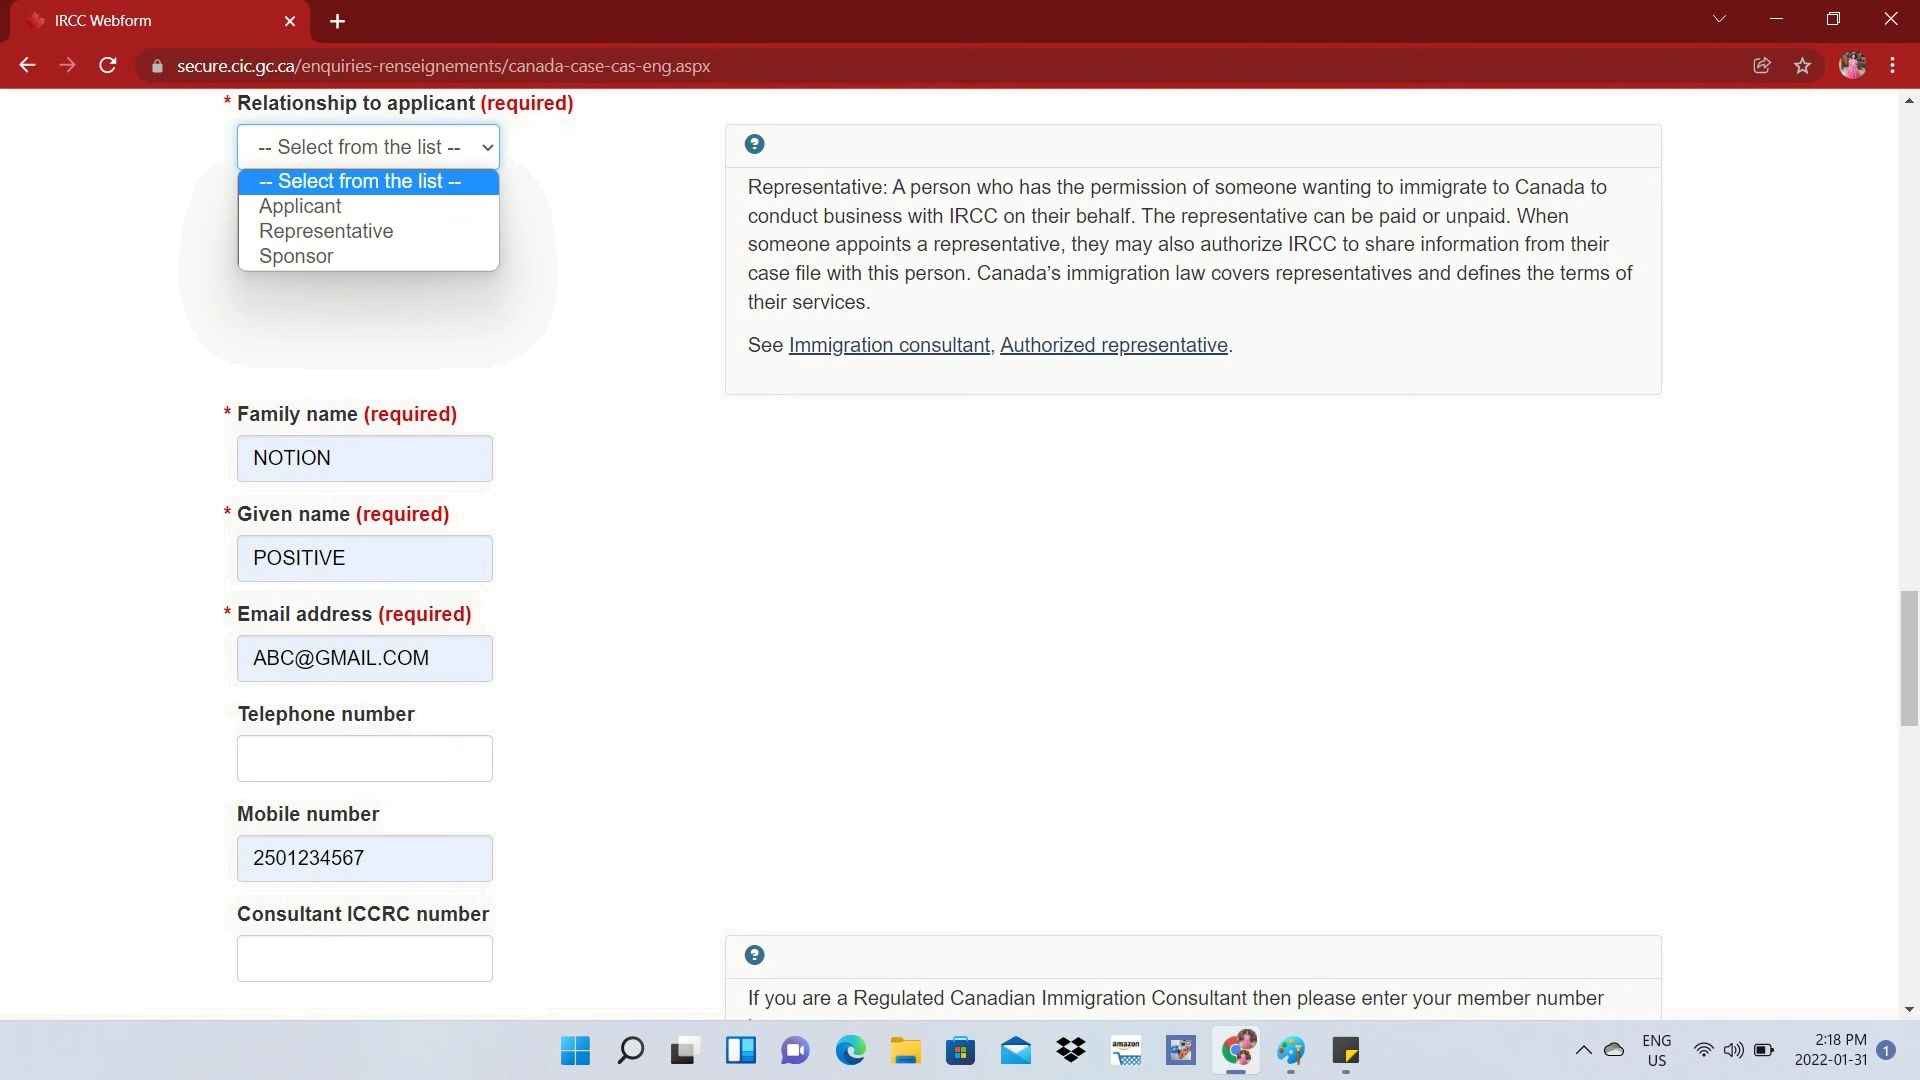 IRCC Webform
secure.cic.gc.ca/enquiries-renseignements/canada-case-cas-eng.aspx
* Relationship to applicant (required)
-- Select from the list --
-- Select from the list --
Applicant
Representative
Sponsor
Representative: A person who has the permission of someone wanting to immigrate to Canada to
conduct business with IRCC on their behalf. The representative can be paid or unpaid. When
someone appoints a representative, they may also authorize IRCC to share information from their
case file with this person. Canada’s immigration law covers representatives and defines the terms of
their services.
See Immigration consultant, Authorized representative.
* Family name (required)
NOTION
* Given name (required)
POSITIVE
* Email address (required)
ABC@GMAIL.COM
Telephone number
Mobile number
2501234567
Consultant ICCRC number
If you are a Regulated Canadian Immigration Consultant then please enter your member number
amazon
ENG
US
2:18 PM
2022-01-31
1